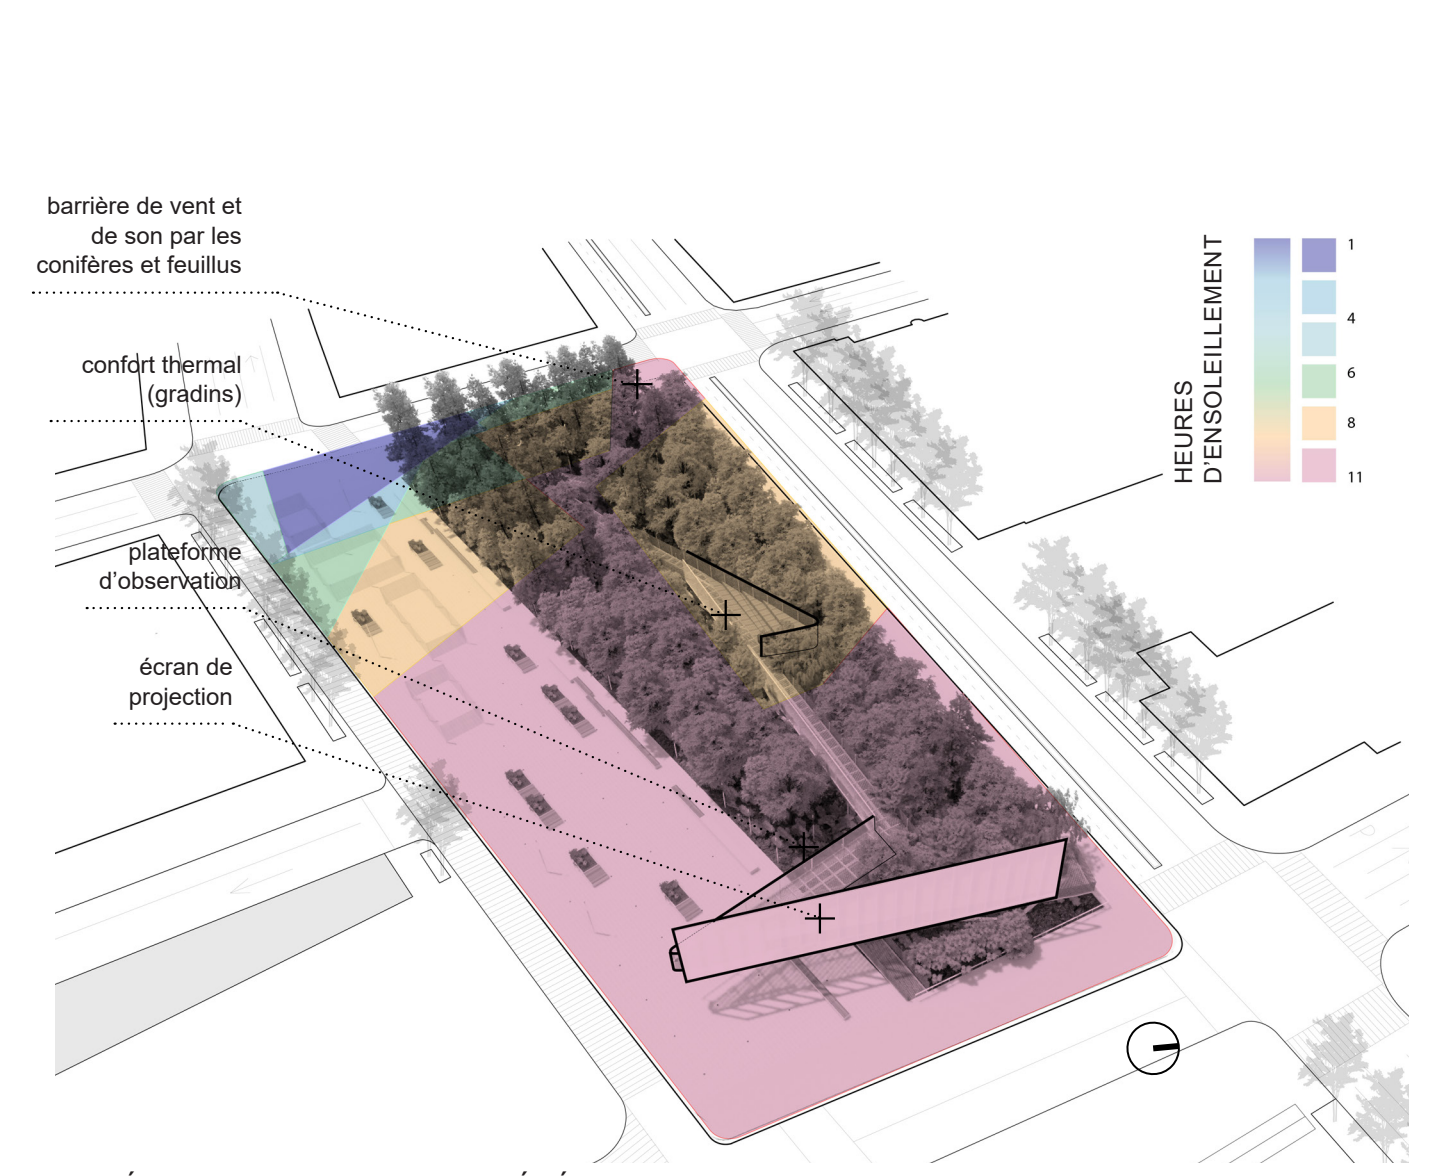 barrière de vent et
de son par les
conifères et feuillus
confort thermal
(gradins)
plateforme
d'observation
écran de
projection
HEURES
D'ENSOLEILLEMENT
1
4
6
8
11